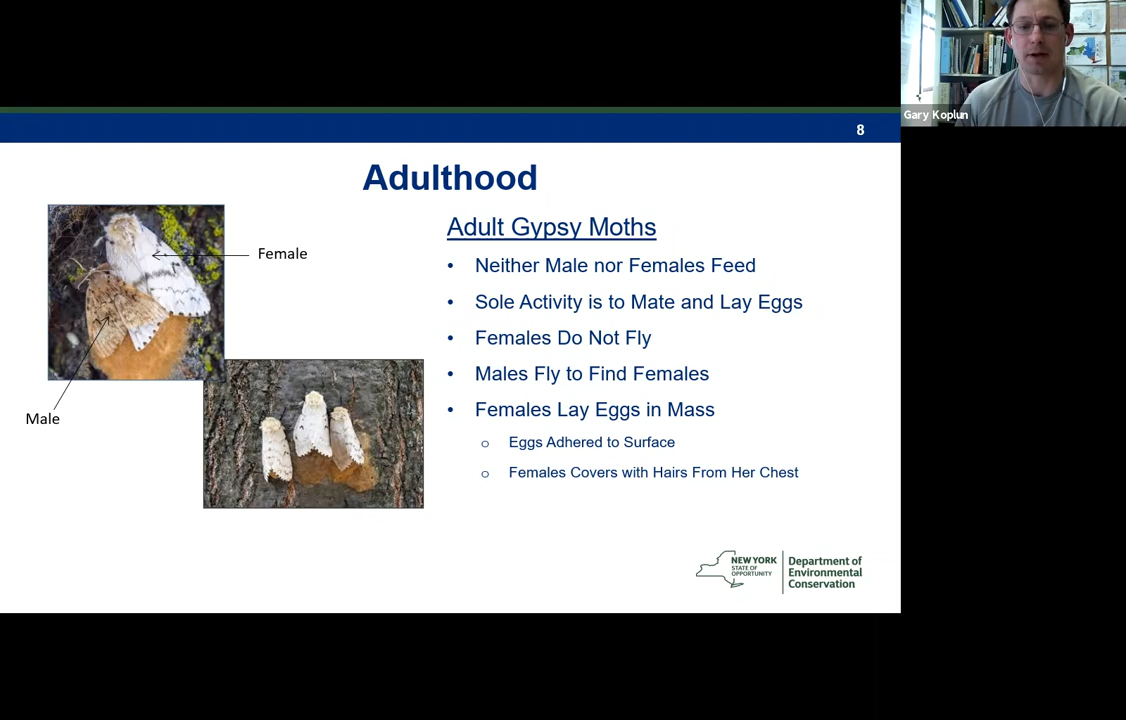 Gary Koplun
8
Adulthood
Female
Male
Adult Gypsy Moths
• Neither Male nor Females Feed
• Sole Activity is to Mate and Lay Eggs
• Females Do Not Fly
• Males Fly to Find Females
• Females Lay Eggs in Mass
o Eggs Adhered to Surface
o Females Covers with Hairs From Her Chest
NEW YORK
STATE OF
OPPORTUNITY
Department of
Environmental
Conservation